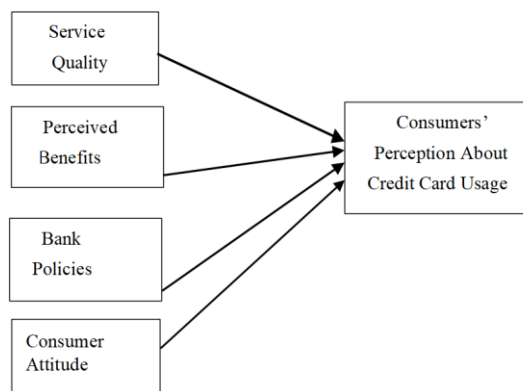 Service
Quality
Perceived
Benefits
Bank
Policies
Consumer
Attitude
Consumers’
Perception About
Credit Card Usage